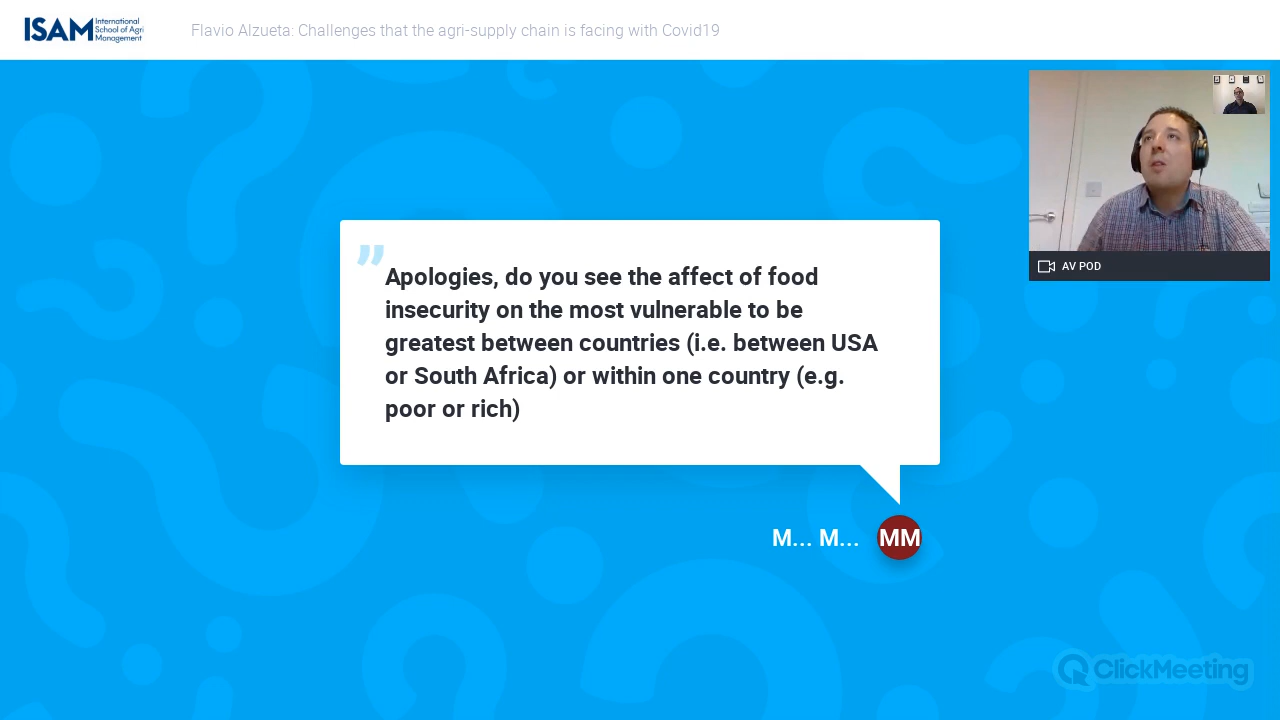 ISAM International
School of Agri
Management
Flavio Alzueta: Challenges that the agri-supply chain is facing with Covid19
AV POD
”
Apologies, do you see the affect of food
insecurity on the most vulnerable to be
greatest between countries (i.e. between USA
or South Africa) or within one country (e.g.
poor or rich)
M... M... MM
ClickMeeting